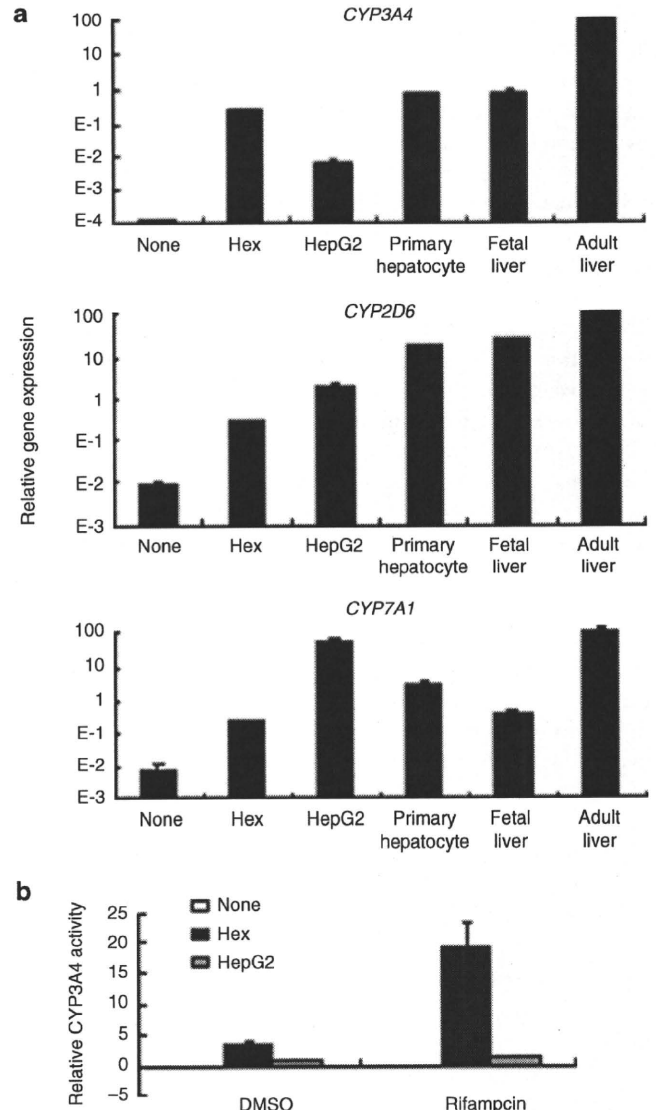 a
CYP3A4
100
10
1
E-1
E-2
E-3
E-4
None Hex HepG2 Primary hepatocyte Fetal liver Adult liver
Relative gene expression
CYP2D6
100
10
1
E-1
E-2
E-3
None Hex HepG2 Primary hepatocyte Fetal liver Adult liver
CYP7A1
100
10
1
E-1
E-2
E-3
None Hex HepG2 Primary hepatocyte Fetal liver Adult liver
b
Relative CYP3A4 activity
25
20
15
10
5
0
−5
None
Hex
HepG2
DMSO Rifampcin